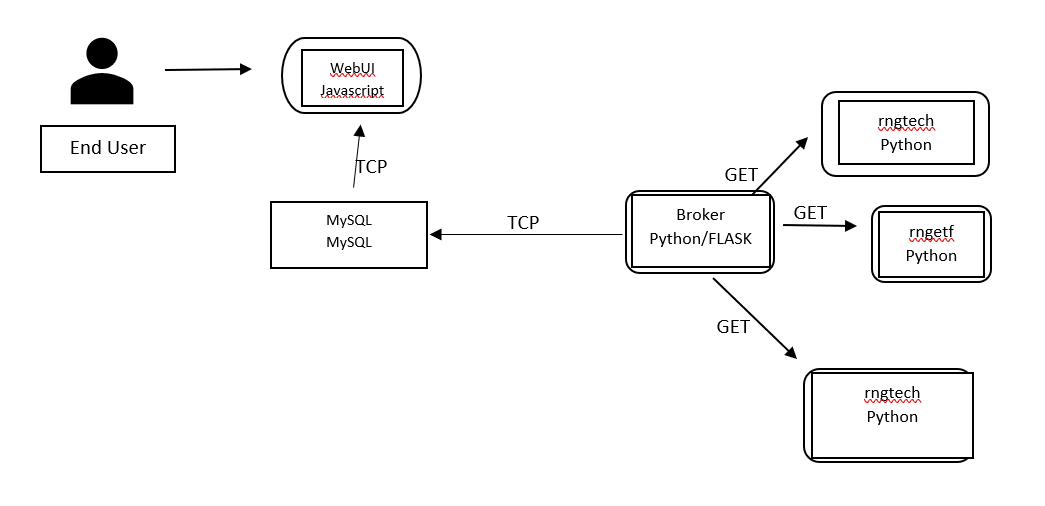 End User
WebUI
Javascript
TCP
MySQL
MySQL
TCP
Broker
Python/FLASK
GET
rngtech
Python
GET
rngetf
Python
GET
rngtech
Python